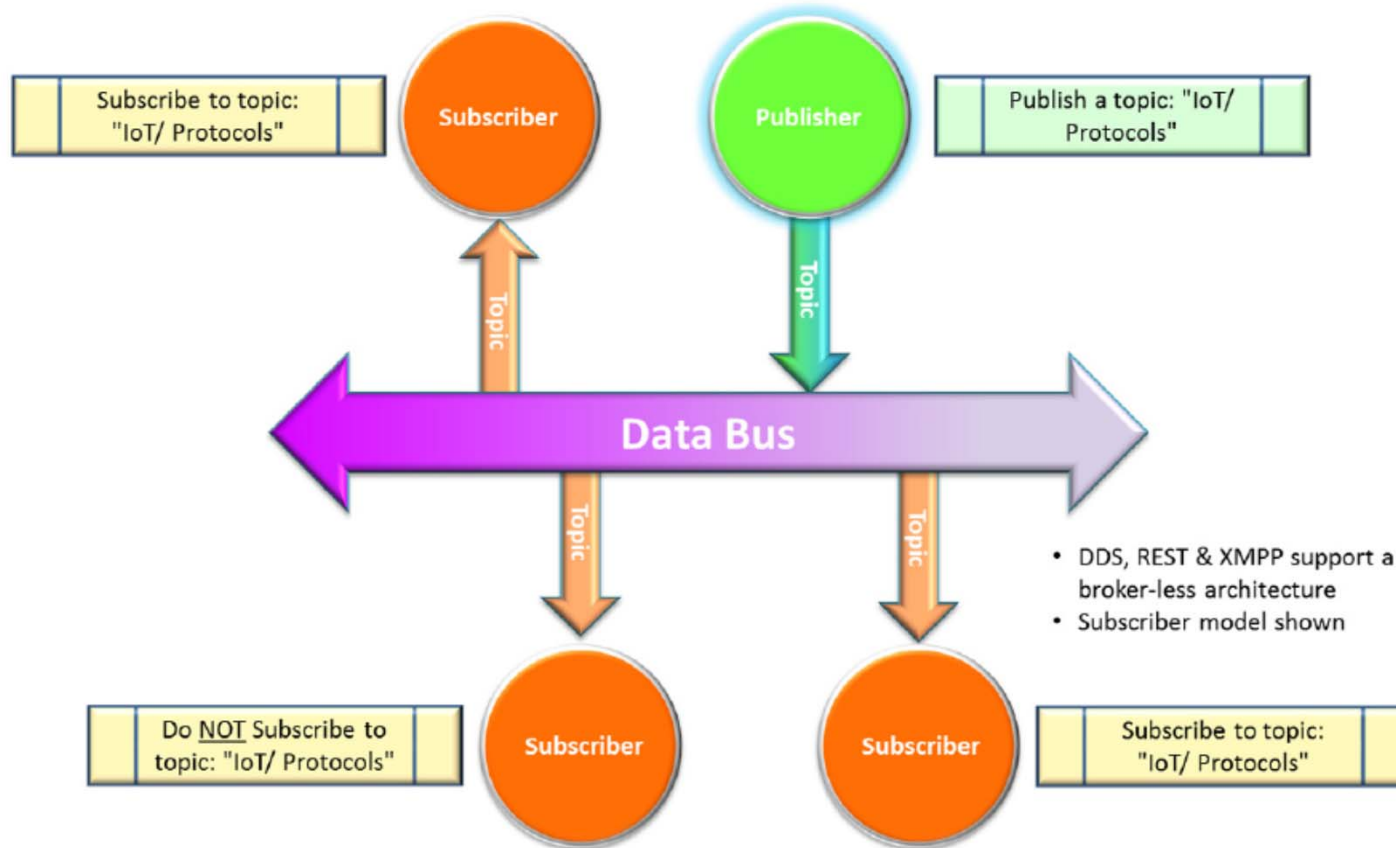 Subscribe to topic:
"IoT/ Protocols"
Subscriber
Publisher
Publish a topic: "IoT/
Protocols"
Topic
Topic
Data Bus
Topic
Topic
• DDS, REST & XMPP support a
broker-less architecture
• Subscriber model shown
Do NOT Subscribe to
topic: "IoT/ Protocols"
Subscriber
Subscriber
Subscribe to topic:
"IoT/ Protocols"